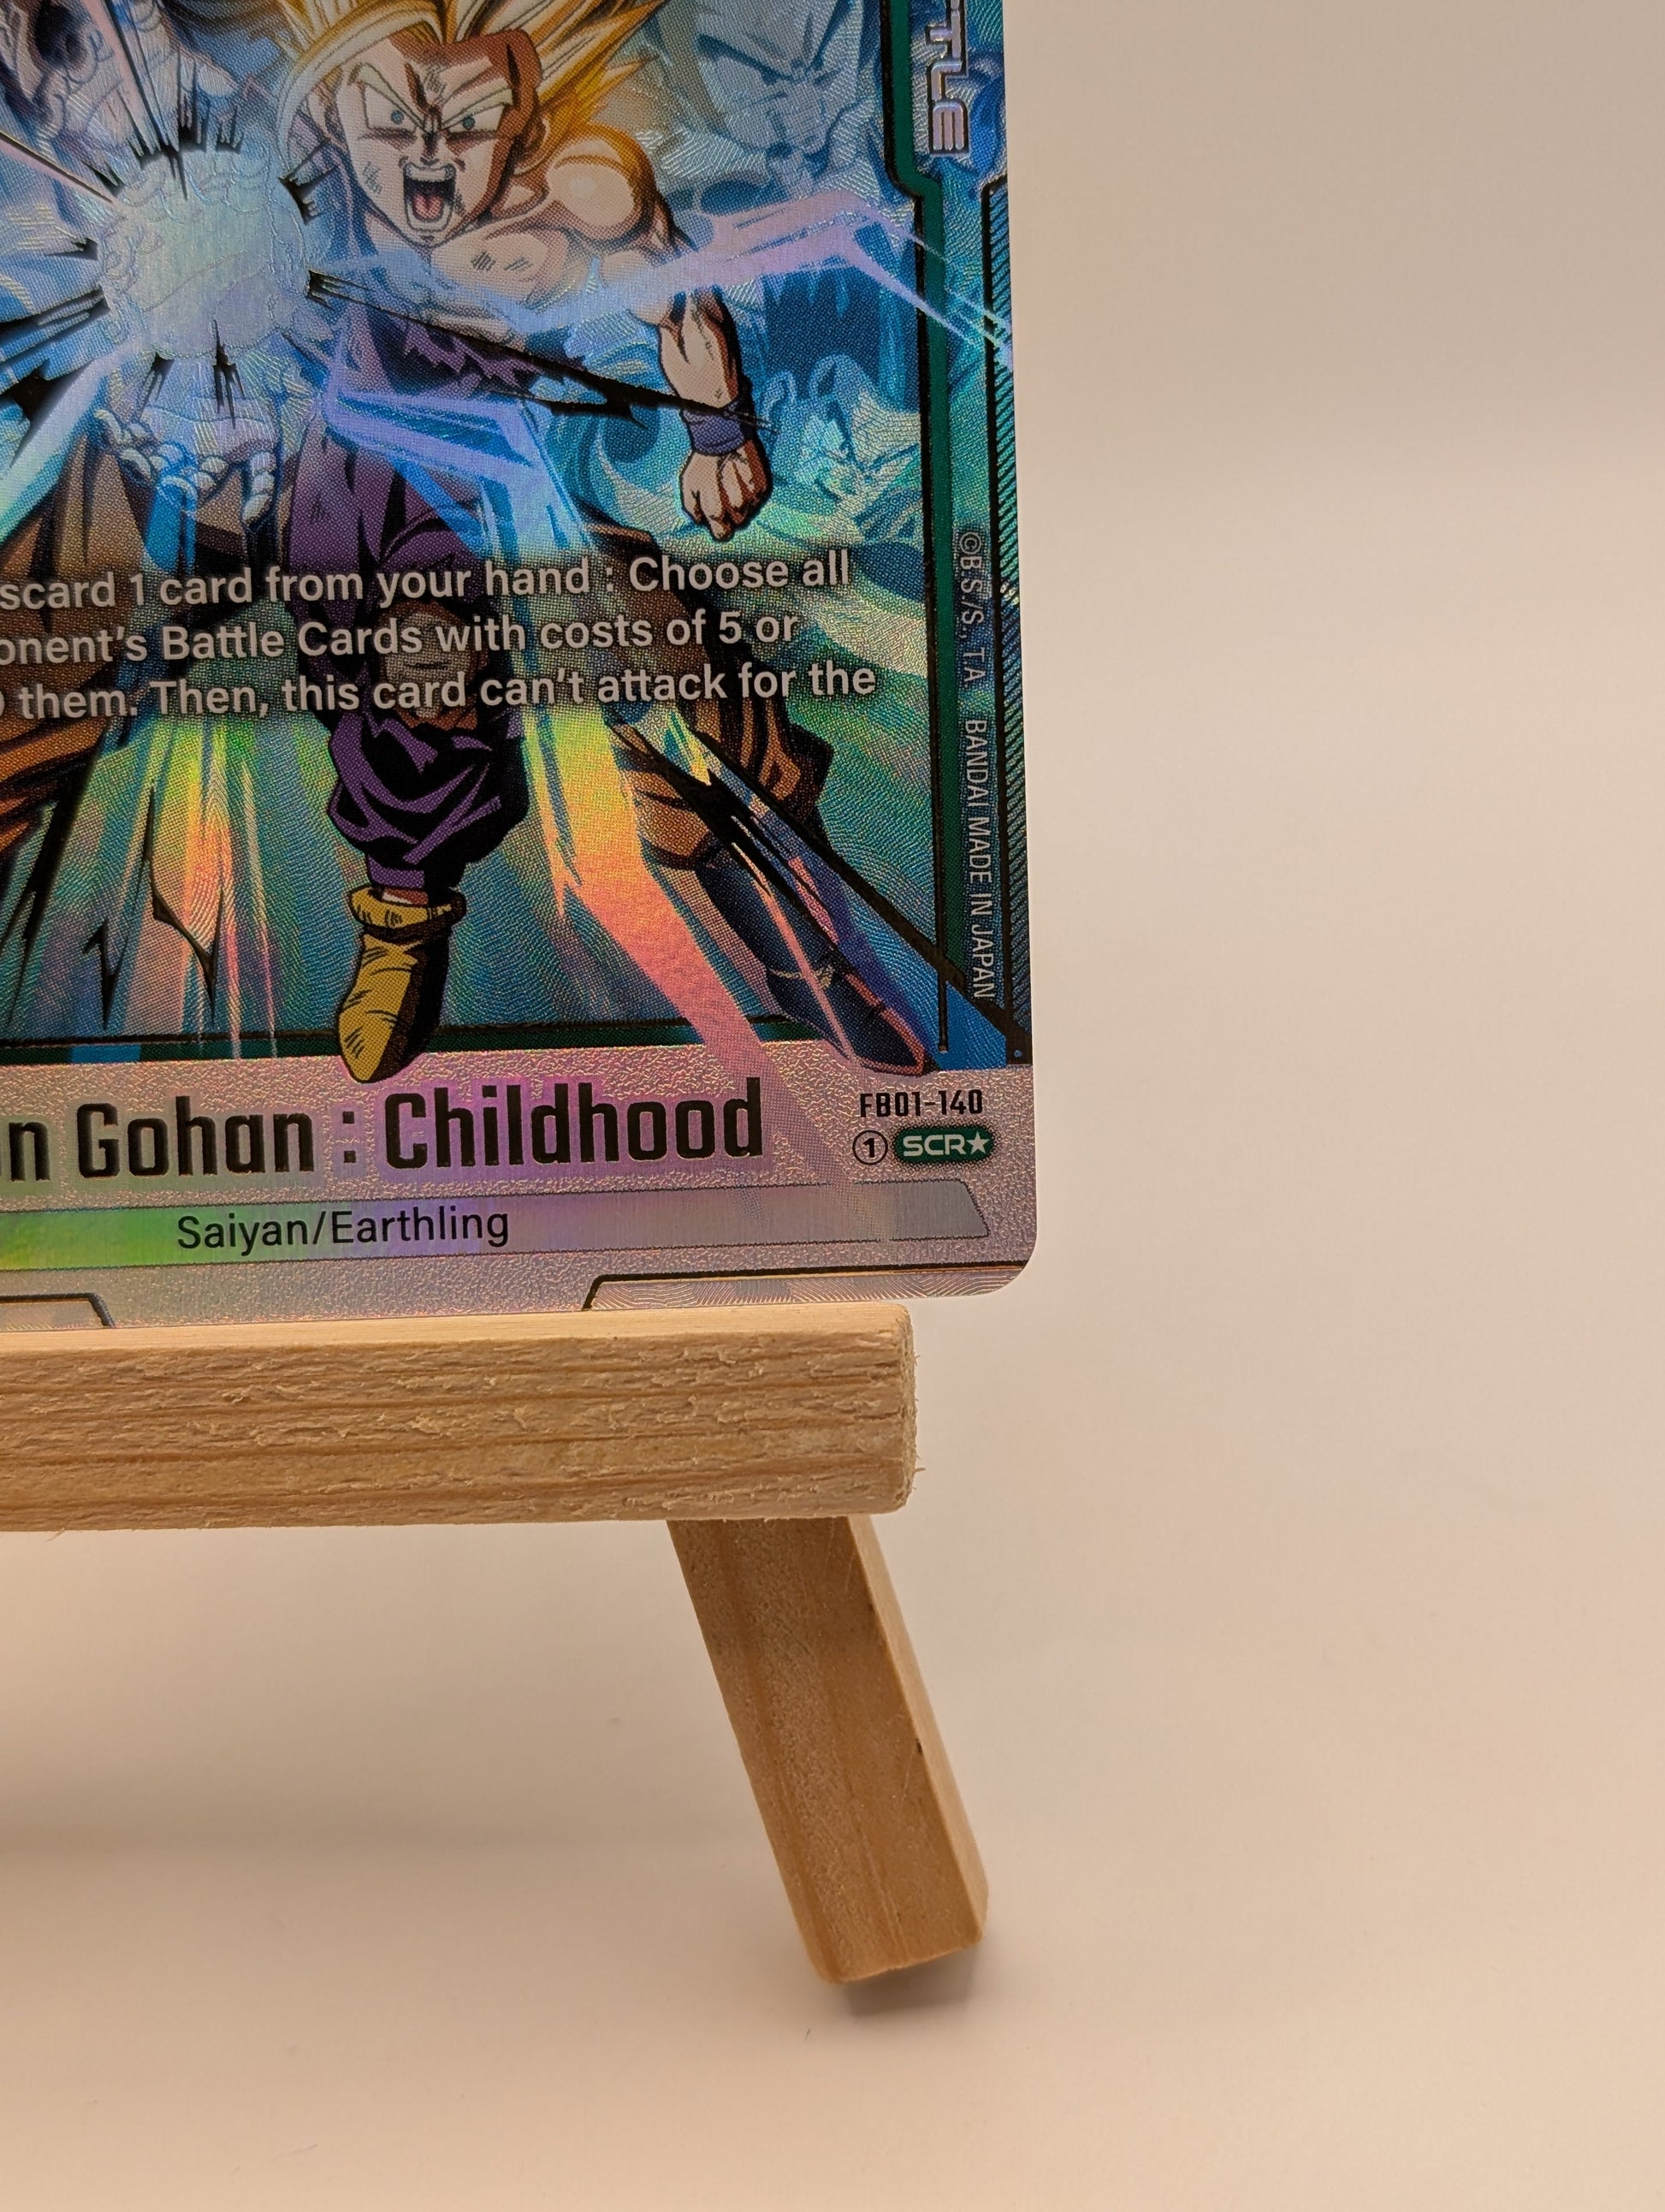 TTLE
scard 1 card from your hand : Choose all
onent's Battle Cards with costs of 5 or
them. Then, this card can't attack for the
©B.S./S., T.A. BANDAI MADE IN JAPAN
n Gohan : Childhood
FB01-140
1 SCR★
Saiyan/Earthling